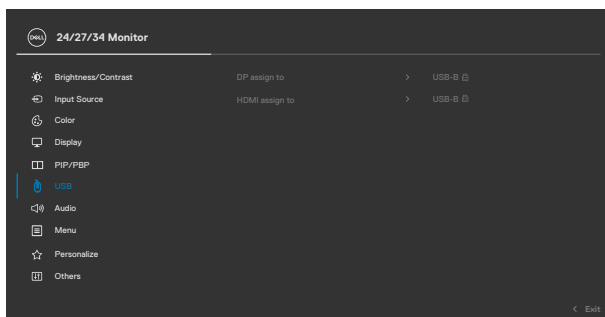 DELL 24/27/34 Monitor
Brightness/Contrast DP assign to > USB-B
Input Source HDMI assign to > USB-B
Color
Display
PIP/PBP
USB
Audio
Menu
Personalize
Others
< Exit